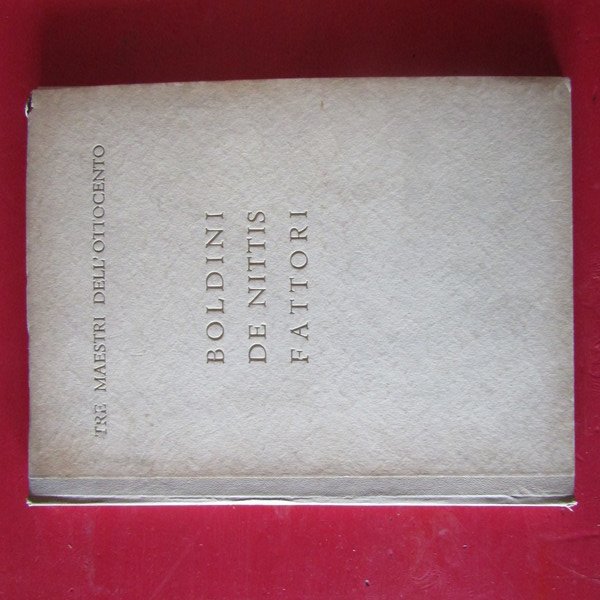 TRE MAESTRI DELL'OTTOCENTO
BOLDINI
DE NITTIS
FATTORI